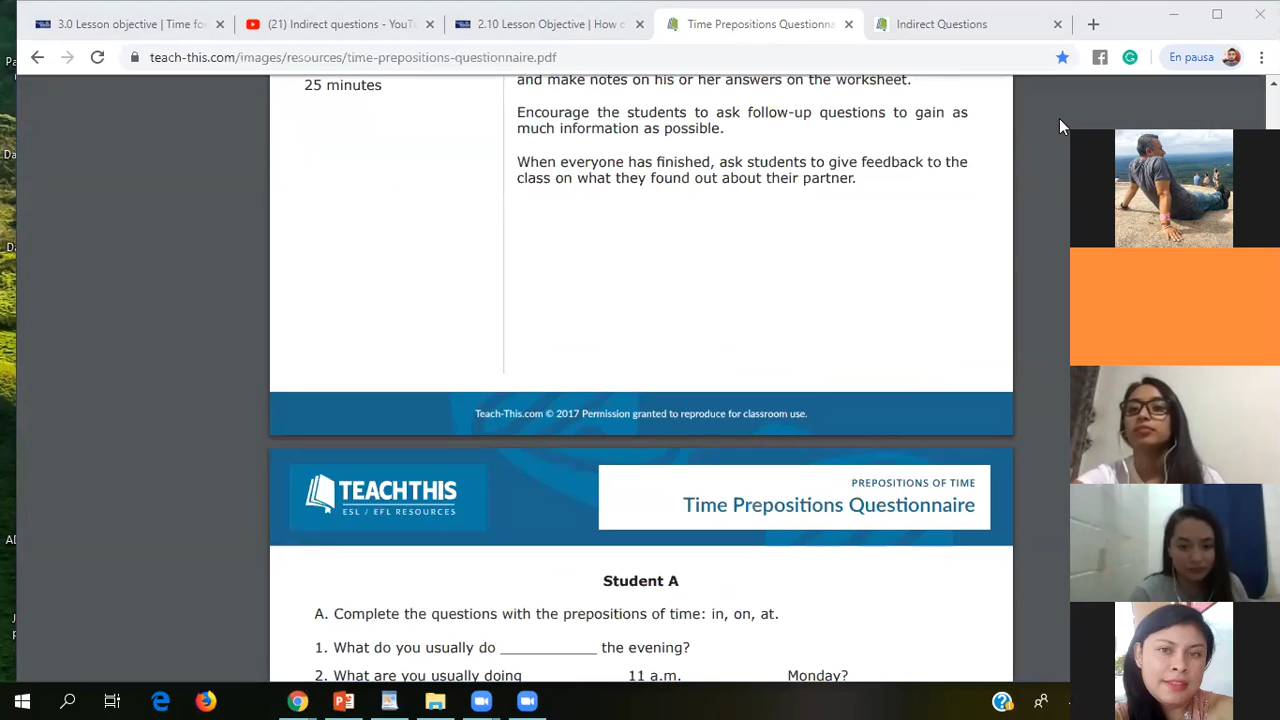 3.0 Lesson objective | Time fo
(21) Indirect questions - YouTu
2.10 Lesson Objective | How
Time Prepositions Questionna
Indirect Questions
teach-this.com/images/resources/time-prepositions-questionnaire.pdf
En pausa
25 minutes
and make notes on his or her answers on the worksheet.
Encourage the students to ask follow-up questions to gain as
much information as possible.
When everyone has finished, ask students to give feedback to the
class on what they found out about their partner.
Teach-This.com © 2017 Permission granted to reproduce for classroom use.
TEACHTHIS
ESL / EFL RESOURCES
PREPOSITIONS OF TIME
Time Prepositions Questionnaire
Student A
A. Complete the questions with the prepositions of time: in, on, at.
1. What do you usually do ____________ the evening?
2. What are you usually doing 11 a.m. Monday?